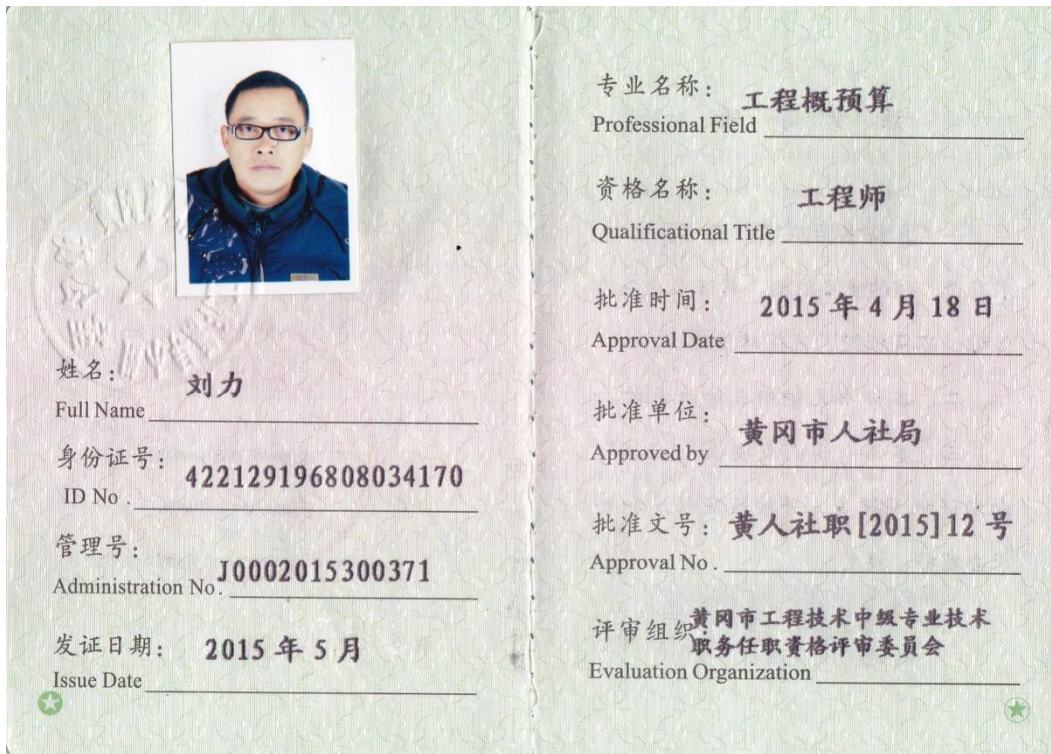 姓名:
刘力
Full Name
身份证号:
422129196808034170
ID No .
管理号:
J0002015300371
Administration No.
发证日期:
2015 年 5 月
Issue Date
专业名称:
工程概预算
Professional Field
资格名称:
工程师
Qualificational Title
批准时间:
2015 年 4 月 18 日
Approval Date
批准单位:
黄冈市人社局
Approved by
批准文号:
黄人社职[2015]12 号
Approval No .
评审组织:
黄冈市工程技术中级专业技术
职务任职资格评审委员会
Evaluation Organization